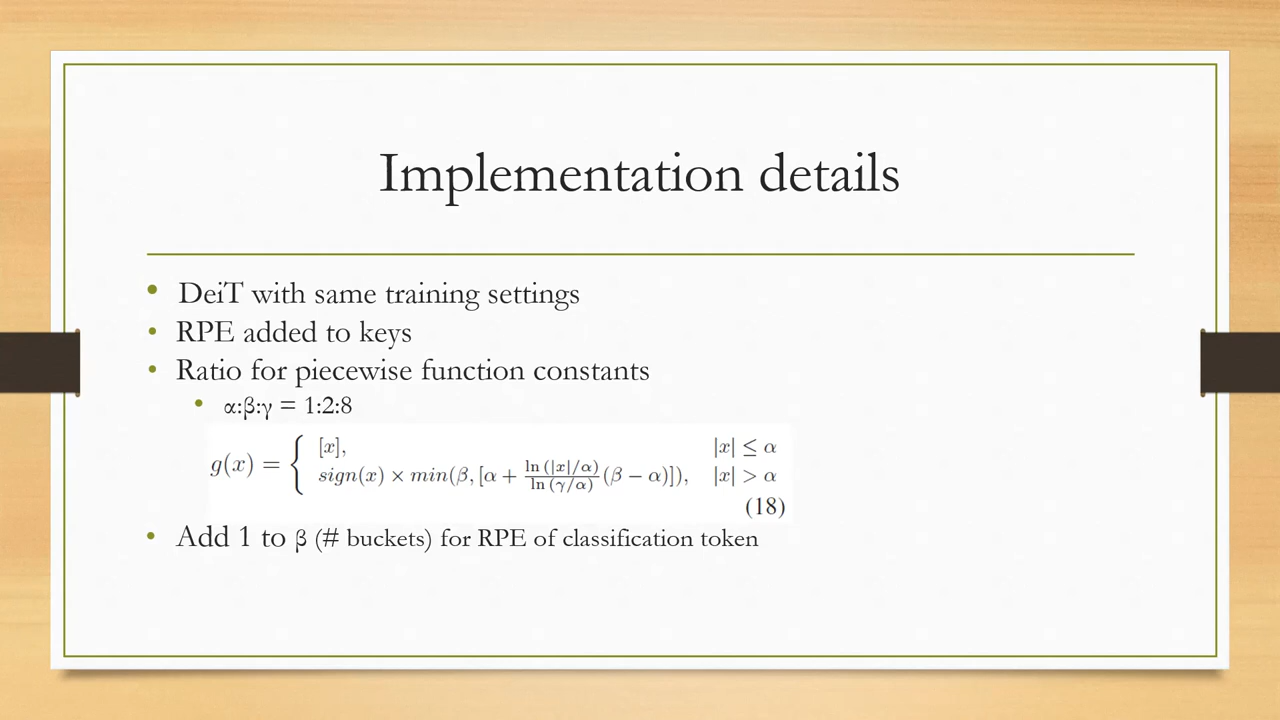 Implementation details
• DeiT with same training settings
• RPE added to keys
• Ratio for piecewise function constants
• α:β:γ = 1:2:8
g(x) = { [x], |x| ≤ α
sign(x) × min(β, [α + ln (|x|/α) / ln (γ/α) (β − α)]), |x| > α
(18)
• Add 1 to β (# buckets) for RPE of classification token